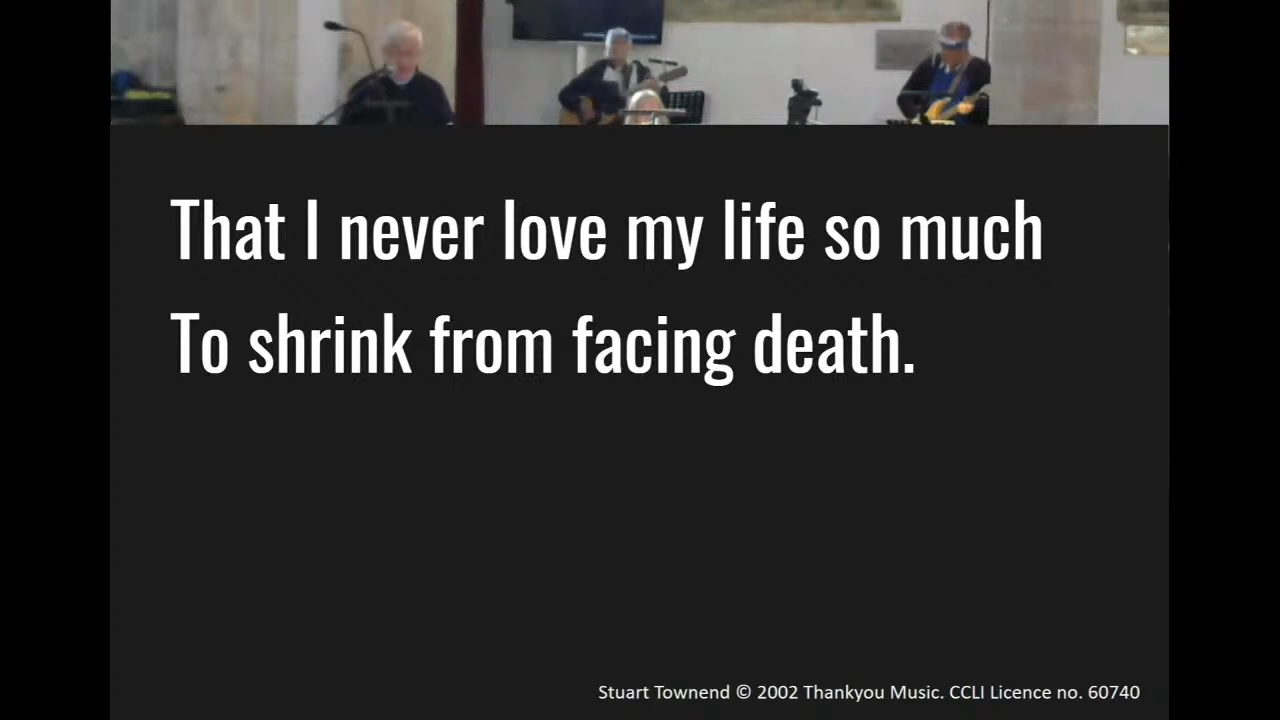 That I never love my life so much
To shrink from facing death.
Stuart Townend © 2002 Thankyou Music. CCLI Licence no. 60740